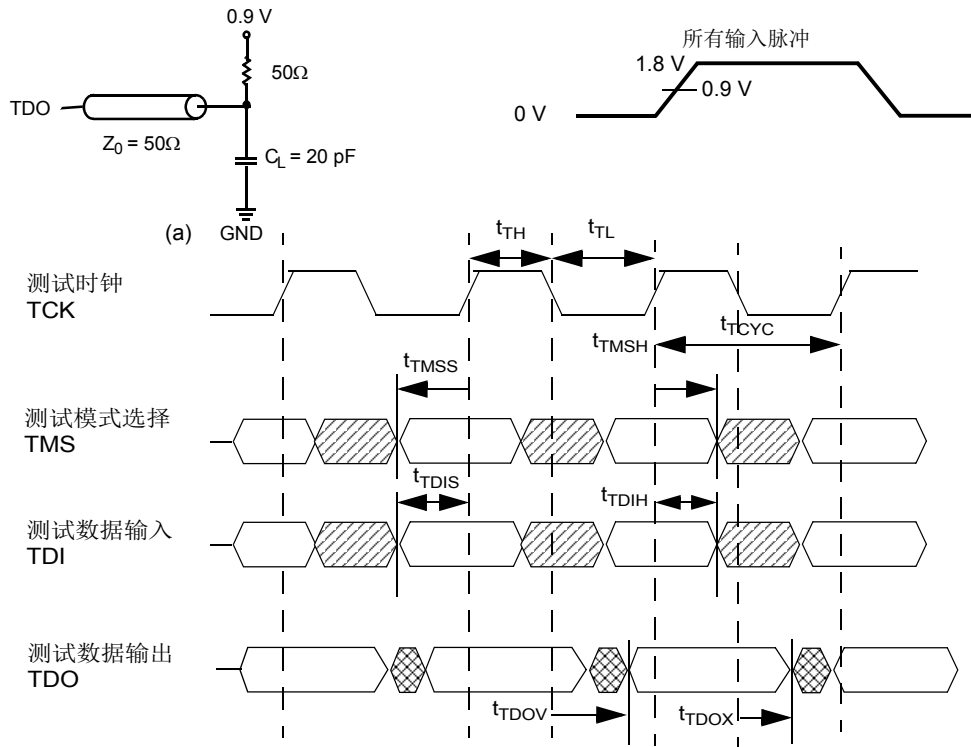 0.9 V
50Ω
TDO
Z0 = 50Ω
CL = 20 pF
(a) GND
所有输入脉冲
1.8 V
0.9 V
0 V
tTH
tTL
测试时钟
TCK
tTCYC
tTMSH
tTMSS
测试模式选择
TMS
tTDIS
tTDIH
测试数据输入
TDI
测试数据输出
TDO
tTDOV
tTDOX